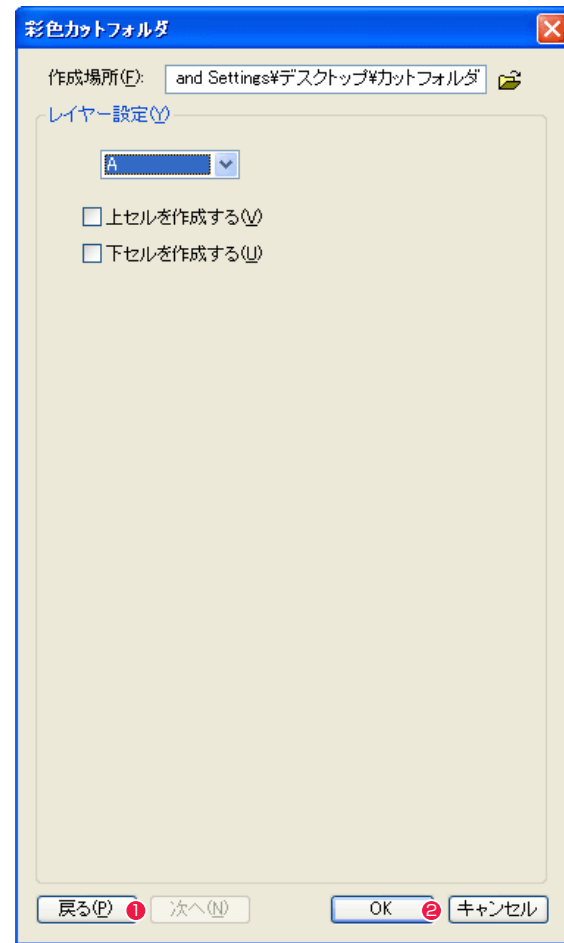 彩色カットフォルダ
作成場所(F): and Settings¥デスクトップ¥カットフォルダ
レイヤー設定(Y)
A
上セルを作成する(V)
下セルを作成する(U)
戻る(P) 1 次へ(N) OK 2 キャンセル